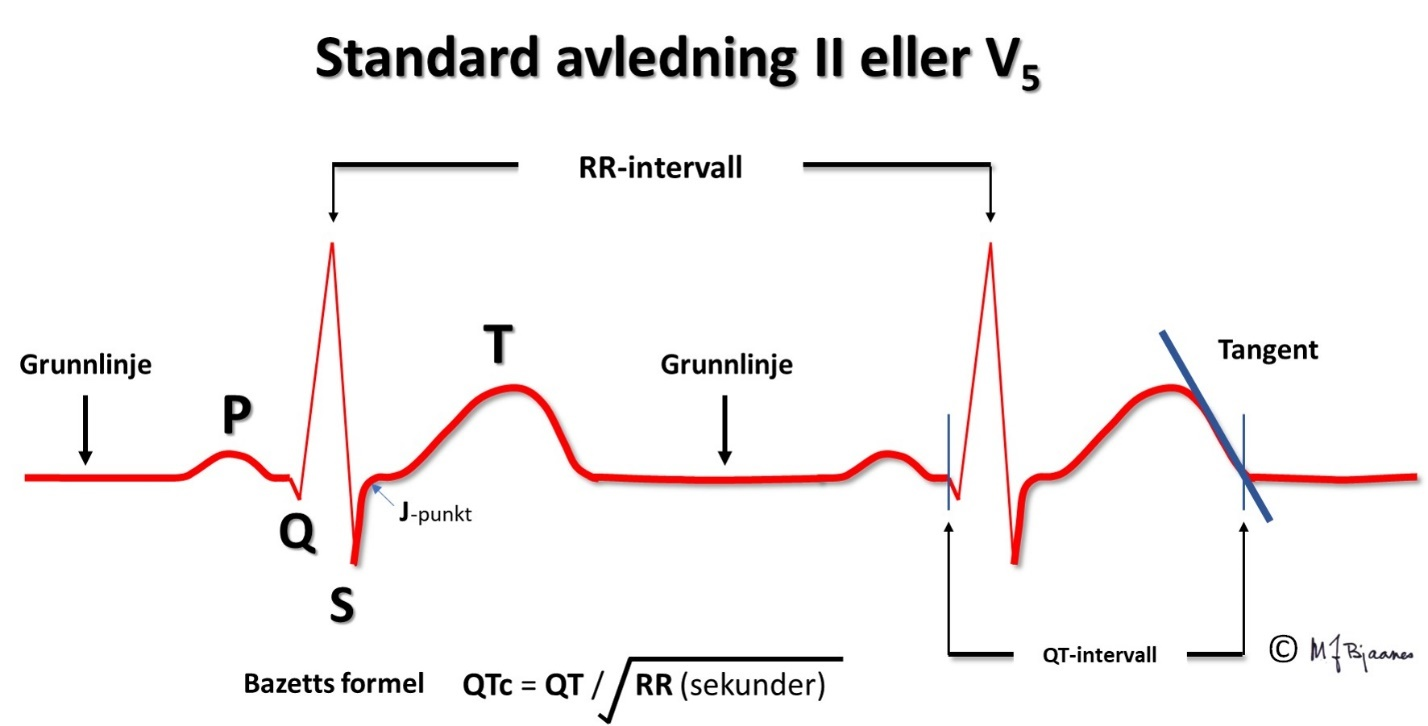 Standard avledning II eller V5
RR-intervall
T
Tangent
Grunnlinje
Grunnlinje
P
J-punkt
Q
S
QT-intervall
© M J Bjaanes
Bazetts formel QTc = QT / √RR (sekunder)